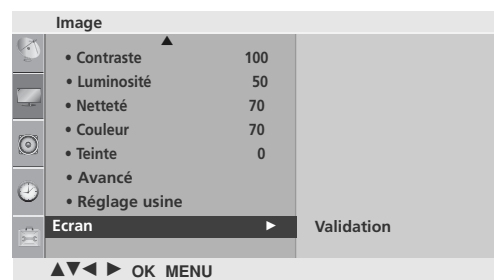 Image
▲
• Contraste 100
• Luminosité 50
• Netteté 70
• Couleur 70
• Teinte 0
• Avancé
• Réglage usine
Ecran ► Validation
▲▼◄ ► OK MENU